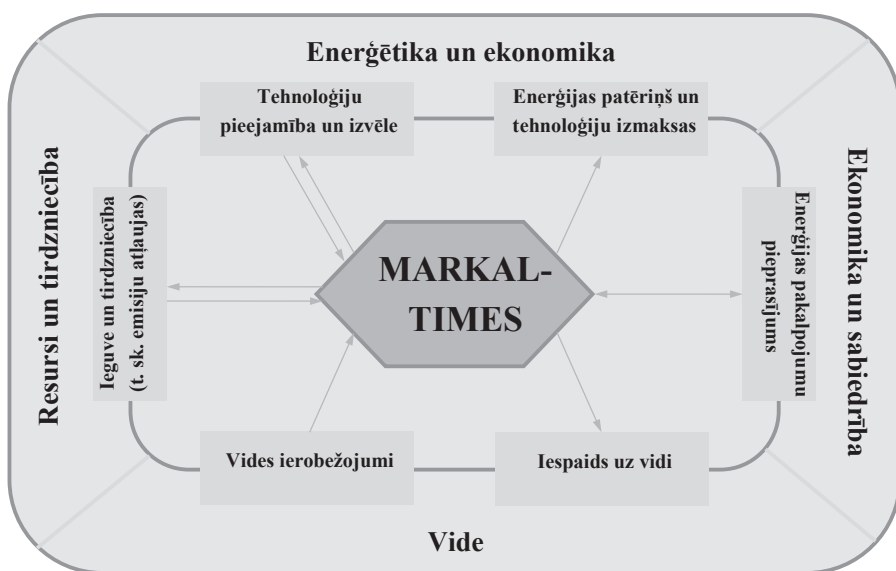 Enerģētika un ekonomika
Tehnoloģiju
pieejamība un izvēle
Enerģijas patēriņš un
tehnoloģiju izmaksas
Resursi un tirdzniecība
Ieguve un tirdzniecība
(t. sk. emisiju atļaujas)
MARKAL-
TIMES
Enerģijas pakalpojumu
pieprasījums
Ekonomika un sabiedrība
Vides ierobežojumi
Iespaids uz vidi
Vide